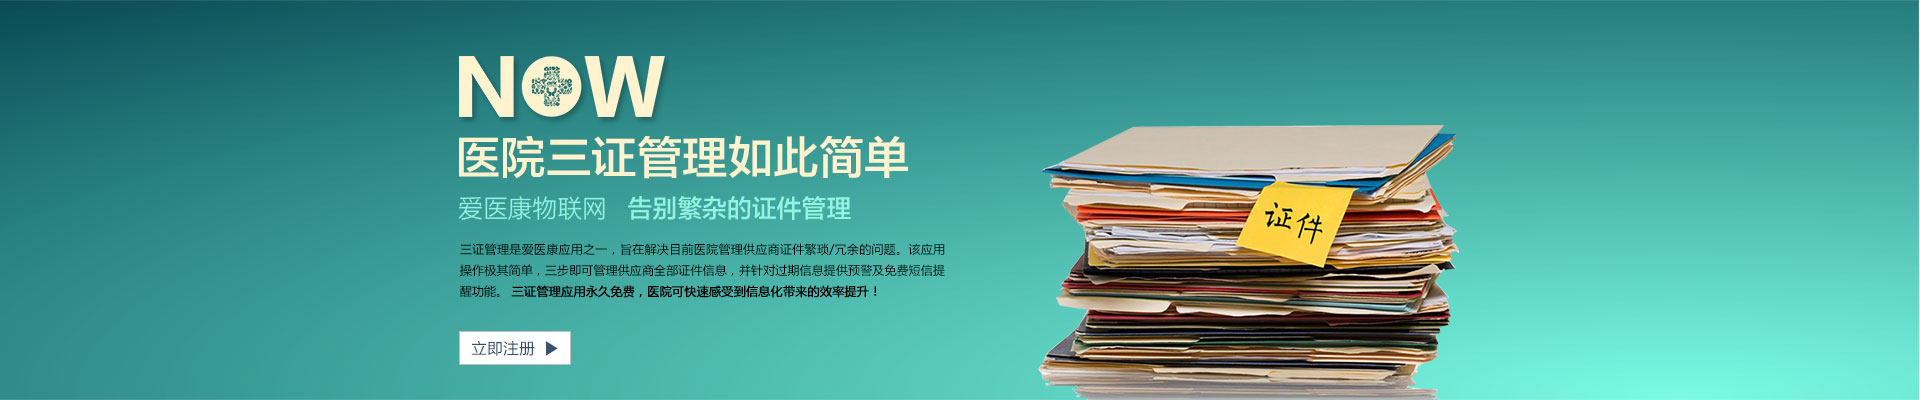 NOW
医院三证管理如此简单
爱医康物联网 告别繁杂的证件管理
三证管理是爱医康应用之一，旨在解决目前医院管理供应商证件繁琐/冗余的问题。该应用
操作极其简单，三步即可管理供应商全部证件信息，并针对过期信息提供预警及免费短信提
醒功能。 三证管理应用永久免费，医院可快速感受到信息化带来的效率提升！
立即注册
证件